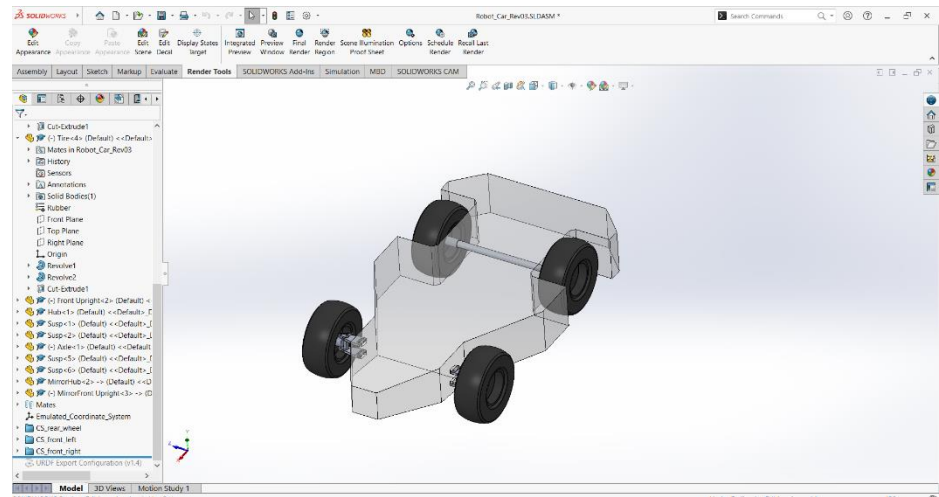 SOLIDWORKS
Robot_Car_Rev03.SLDASM *
Search Commands
Edit Appearance
Copy Appearance
Paste Appearance
Edit Scene
Edit Decal
Display States Target
Integrated Preview
Preview Window
Final Render
Render Region
Scene Illumination Proof Sheet
Options
Schedule Render
Recall Last Render
Assembly Layout Sketch Markup Evaluate Render Tools SOLIDWORKS Add-Ins Simulation MBD SOLIDWORKS CAM
Cut-Extrude1
(-) Tire<4> (Default) <<Default>
Mates in Robot_Car_Rev03
History
Sensors
Annotations
Solid Bodies(1)
Rubber
Front Plane
Top Plane
Right Plane
Origin
Revolve1
Revolve2
Cut-Extrude1
(-) Front Upright<2> (Default) <
Hub<1> (Default) <<Default>_D
Susp<1> (Default) <<Default>_[
Susp<2> (Default) <<Default>_[
(-) Axle<1> (Default) <<Default
Susp<5> (Default) <<Default>_[
Susp<6> (Default) <<Default>_[
MirrorHub<2> -> (Default) <<D
(-) MirrorFront Upright<3> -> (D
Mates
Emulated_Coordinate_System
CS_rear_wheel
CS_front_left
CS_front_right
URDF Export Configuration (v1.4)
Model 3D Views Motion Study 1